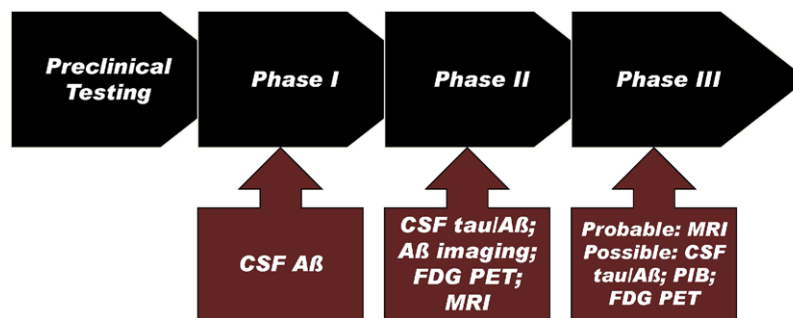 Preclinical
Testing
Phase I
Phase II
Phase III
CSF Aß
CSF tau/Aß;
Aß imaging;
FDG PET;
MRI
Probable: MRI
Possible: CSF
tau/Aß; PIB;
FDG PET